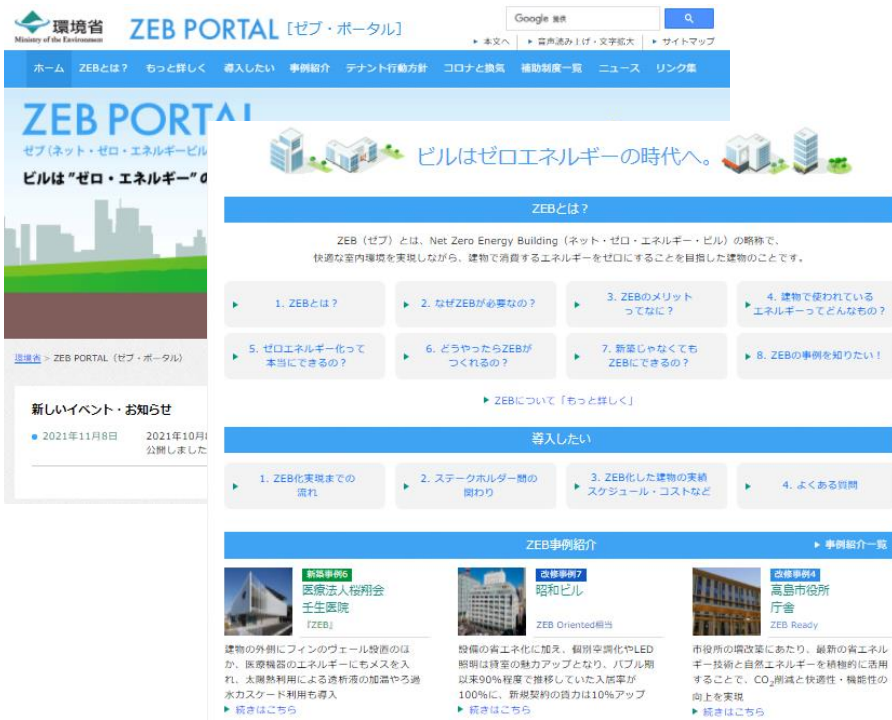 環境省
Ministry of the Environment
ZEB PORTAL [ゼブ・ポータル]
Google 提供
本文へ
音声読み上げ・文字拡大
サイトマップ
ホーム ZEBとは? もっと詳しく 導入したい 事例紹介 テナント行動方針 コロナと換気 補助制度一覧 ニュース リンク集
ZEB PORTAL
ゼブ(ネット・ゼロ・エネルギービル
ビルは"ゼロ・エネルギー"の
環境省 > ZEB PORTAL(ゼブ・ポータル)
新しいイベント・お知らせ
2021年11月8日 2021年10月
公開しました
ビルはゼロエネルギーの時代へ。
ZEBとは?
ZEB(ゼブ)とは、Net Zero Energy Building(ネット・ゼロ・エネルギー・ビル)の略称で、
快適な室内環境を実現しながら、建物で消費するエネルギーをゼロにすることを目指した建物のことです。
1. ZEBとは?
2. なぜZEBが必要なの?
3. ZEBのメリット
ってなに?
4. 建物で使われている
エネルギーってどんなもの?
5. ゼロエネルギー化って
本当にできるの?
6. どうやったらZEBが
つくれるの?
7. 新築じゃなくても
ZEBにできるの?
8. ZEBの事例を知りたい!
ZEBについて「もっと詳しく」
導入したい
1. ZEB化実現までの
流れ
2. ステークホルダー間の
関わり
3. ZEB化した建物の実績
スケジュール・コストなど
4. よくある質問
ZEB事例紹介
事例紹介一覧
新築事例6
医療法人桜翔会
壬生医院
『ZEB』
建物の外側にフィンのヴェール設置のほ
か、医療機器のエネルギーにもメスを入
れ、太陽熱利用による透析液の加温やろ過
水カスケード利用も導入
続きはこちら
改修事例7
昭和ビル
ZEB Oriented相当
設備の省エネ化に加え、個別空調化やLED
照明は貸室の魅力アップとなり、バブル期
以来90%程度で推移していた入居率が
100%に、新規契約の賃力は10%アップ
続きはこちら
改修事例4
高島市役所
庁舎
ZEB Ready
市役所の増改築にあたり、最新の省エネル
ギー技術と自然エネルギーを積極的に活用
することで、CO2削減と快適性・機能性の
向上を実現
続きはこちら